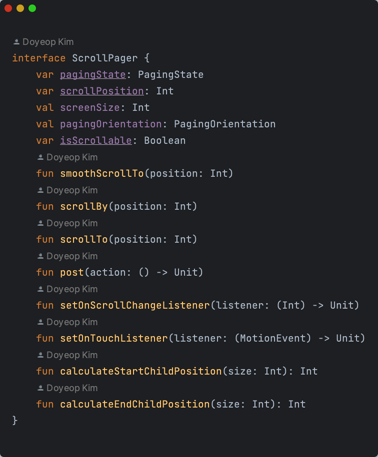 Doyeop Kim
interface ScrollPager {
var pagingState: PagingState
var scrollPosition: Int
val screenSize: Int
val pagingOrientation: PagingOrientation
var isScrollable: Boolean
Doyeop Kim
fun smoothScrollTo(position: Int)
Doyeop Kim
fun scrollBy(position: Int)
Doyeop Kim
fun scrollTo(position: Int)
Doyeop Kim
fun post(action: () -> Unit)
Doyeop Kim
fun setOnScrollChangeListener(listener: (Int) -> Unit)
Doyeop Kim
fun setOnTouchListener(listener: (MotionEvent) -> Unit)
Doyeop Kim
fun calculateStartChildPosition(size: Int): Int
Doyeop Kim
fun calculateEndChildPosition(size: Int): Int
}